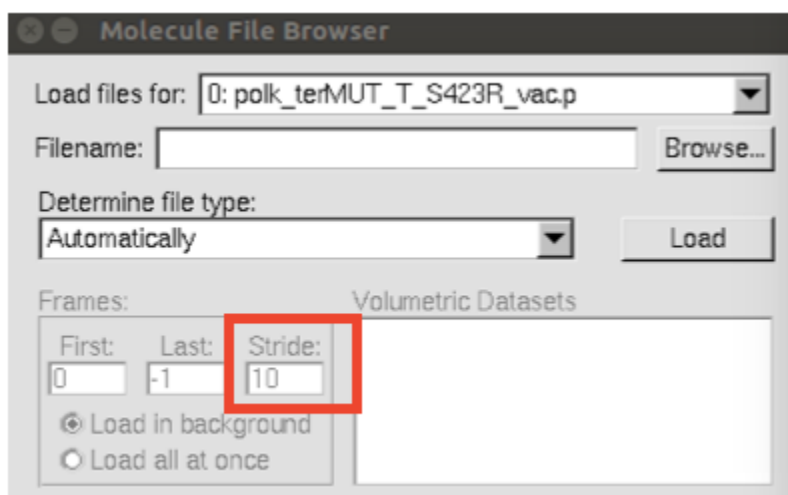 Molecule File Browser
Load files for: 0: polk_terMUT_T_S423R_vac.p
Filename: Browse...
Determine file type:
Automatically Load
Frames: Volumetric Datasets
First: Last: Stride:
0 -1 10
Load in background
Load all at once